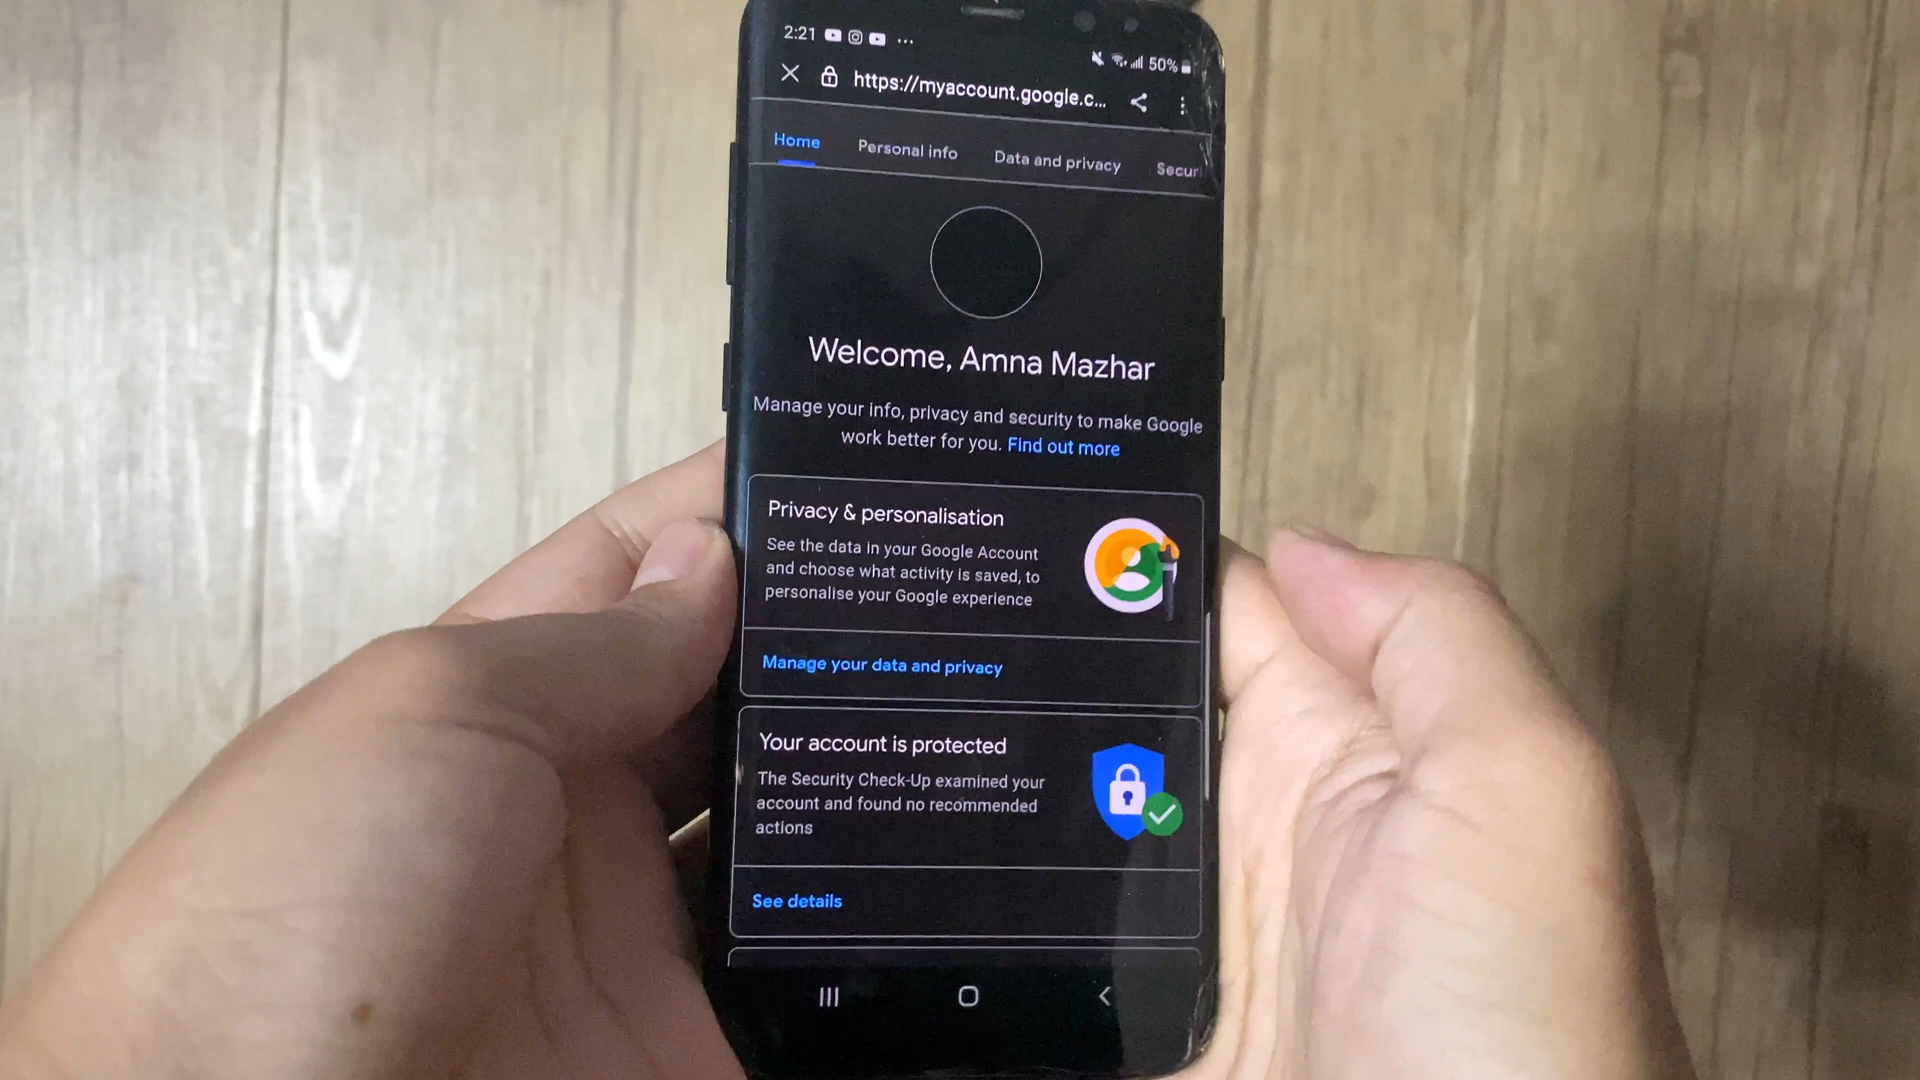 2:21
50%
https://myaccount.google.c...
Home Personal info Data and privacy Secur
Welcome, Amna Mazhar
Manage your info, privacy and security to make Google
work better for you. Find out more
Privacy & personalisation
See the data in your Google Account
and choose what activity is saved, to
personalise your Google experience
Manage your data and privacy
Your account is protected
The Security Check-Up examined your
account and found no recommended
actions
See details